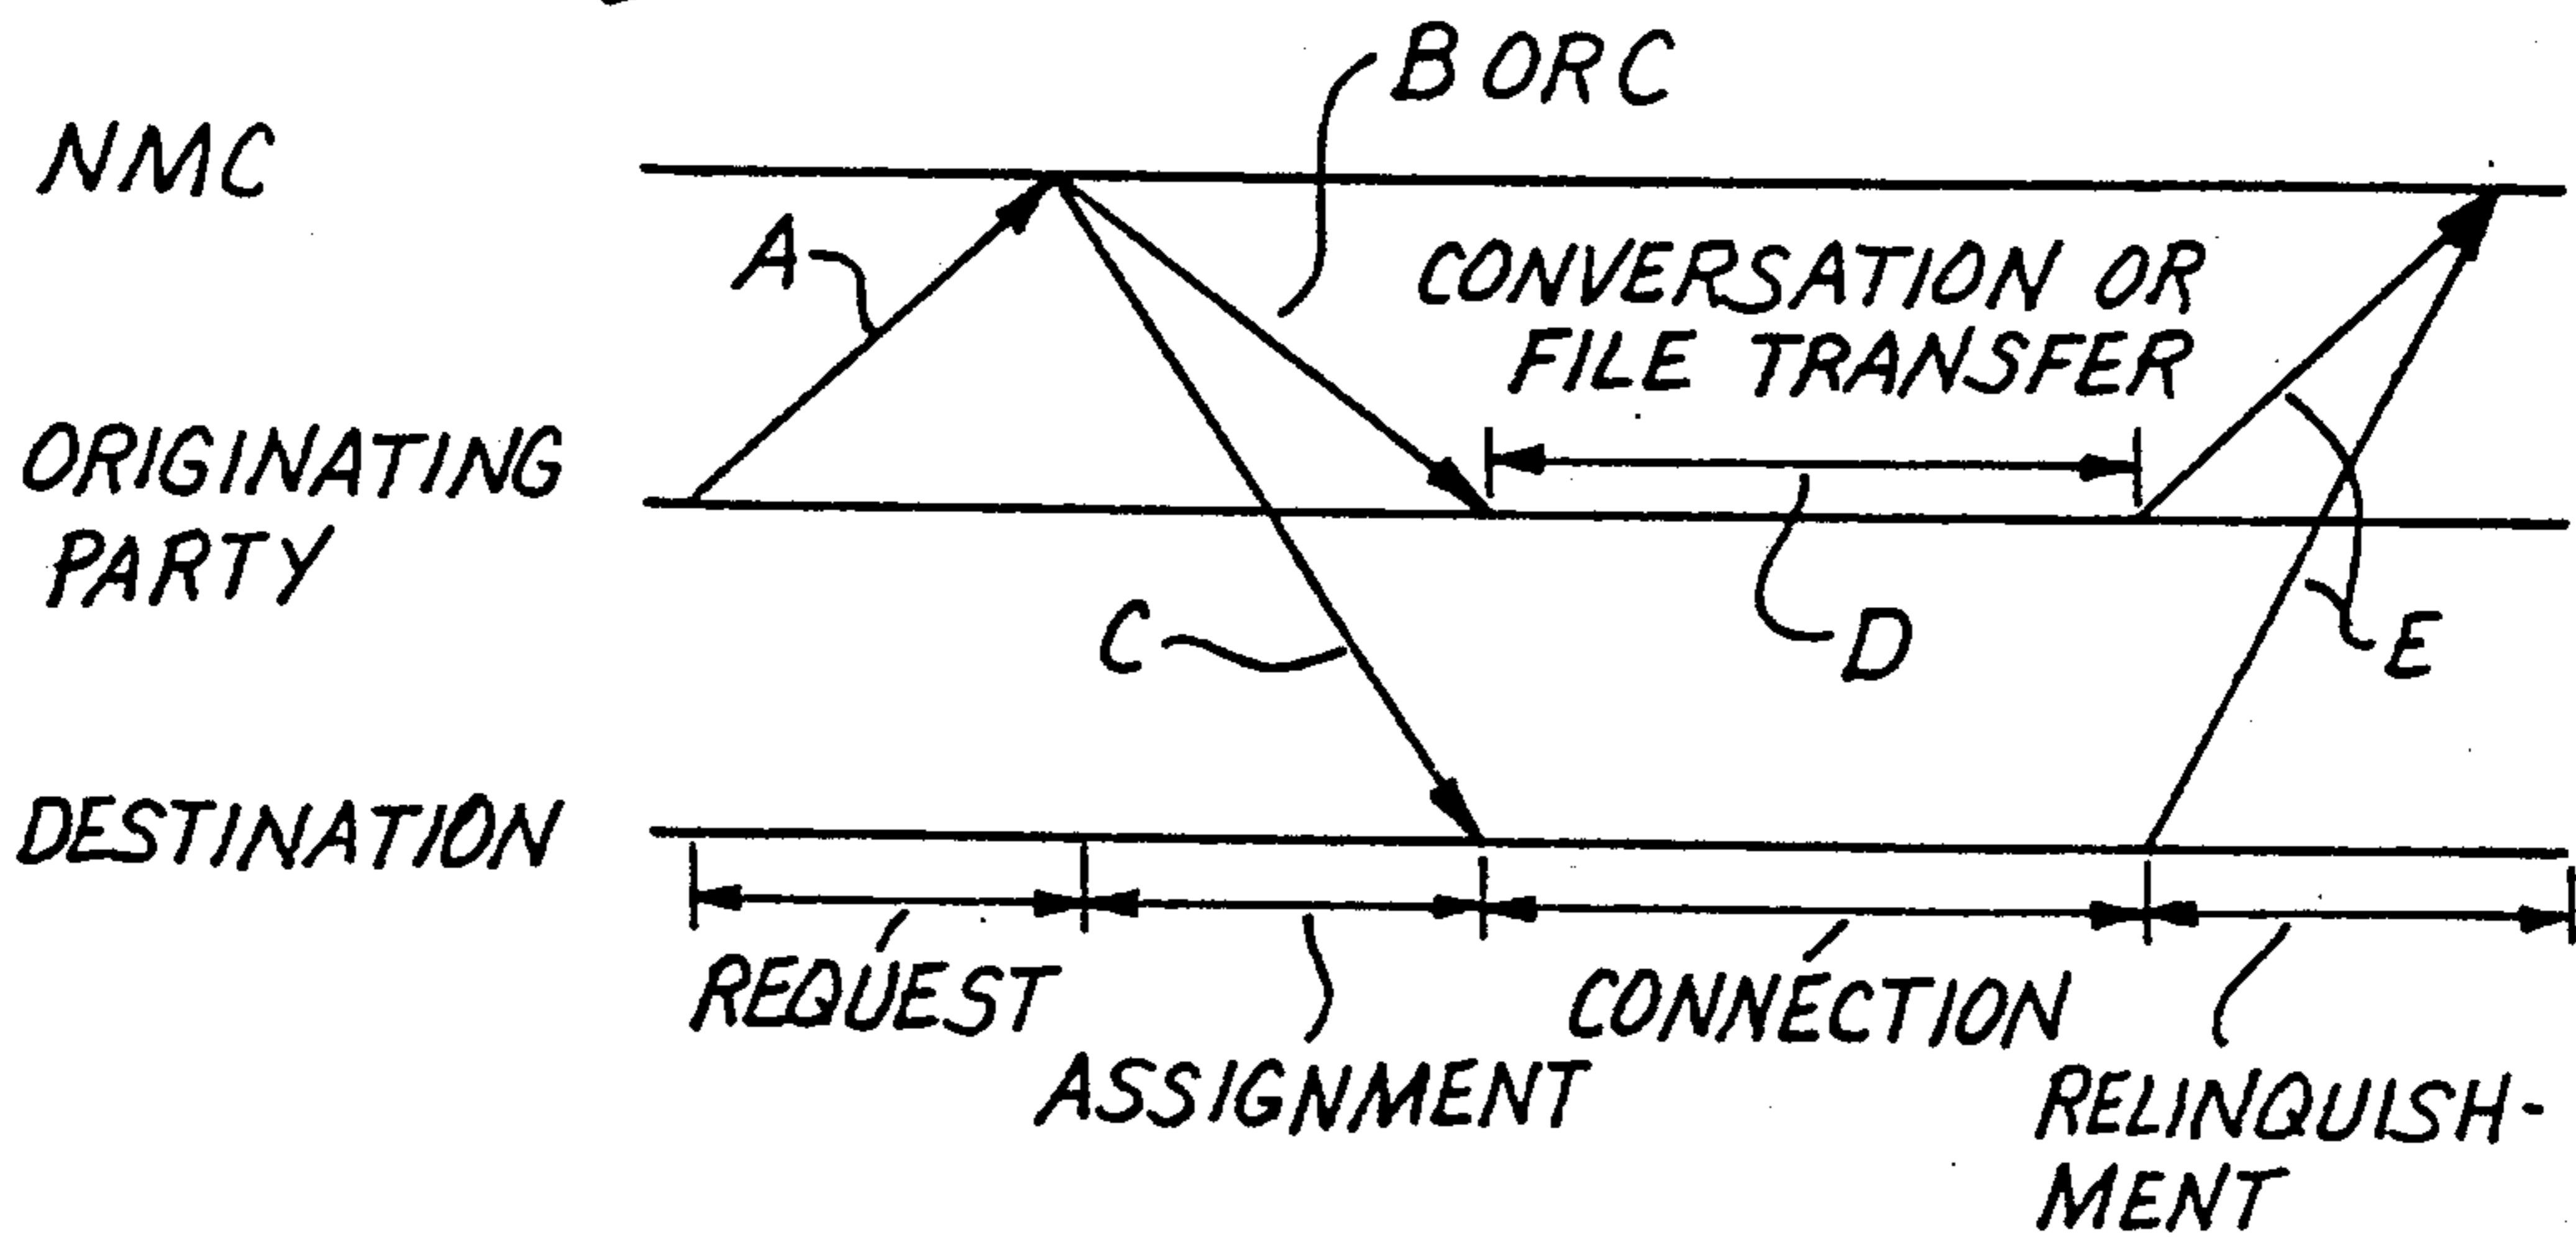 B OR C
NMC
A
CONVERSATION OR
FILE TRANSFER
ORIGINATING
PARTY
C
D
E
DESTINATION
REQUEST
CONNECTION
ASSIGNMENT
RELINQUISH-
MENT